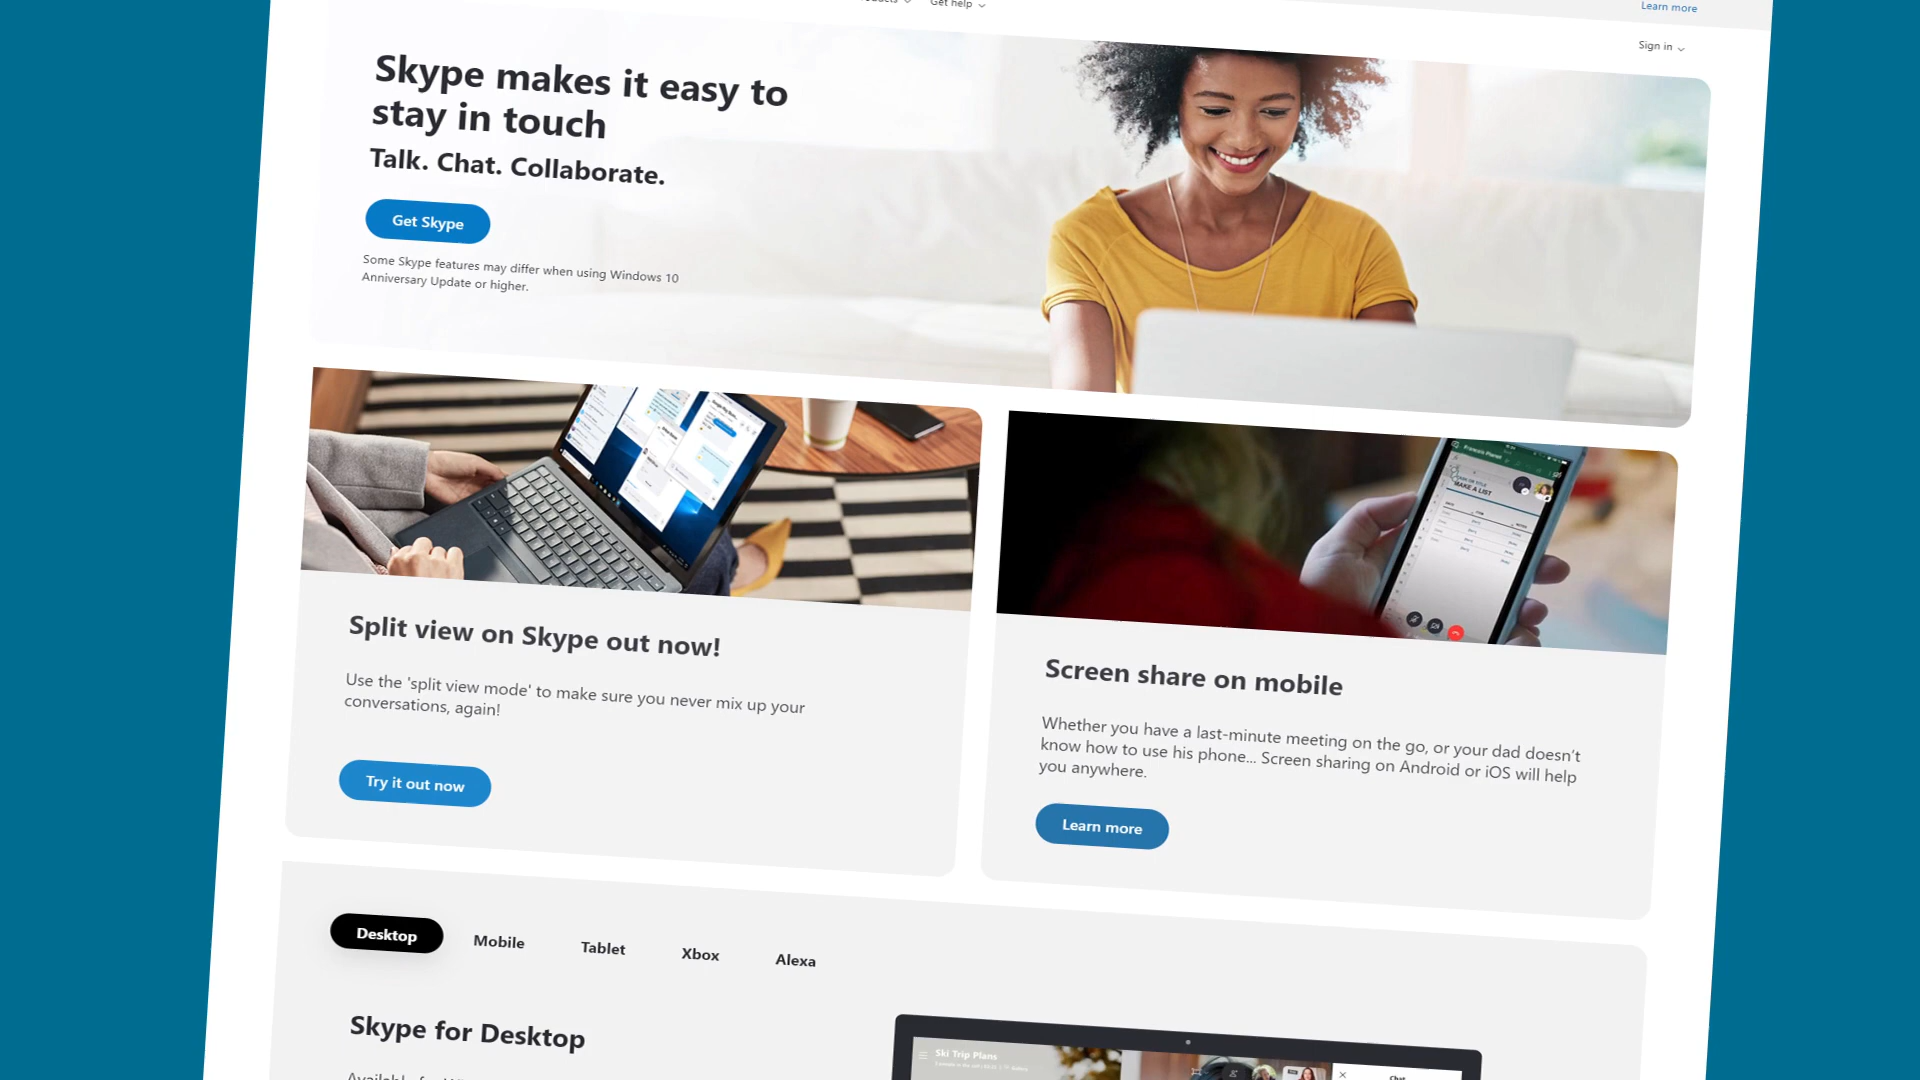 Get help
Learn more
Sign in
Skype makes it easy to
stay in touch
Talk. Chat. Collaborate.
Get Skype
Some Skype features may differ when using Windows 10
Anniversary Update or higher.
MAKE A LIST
Split view on Skype out now!
Use the 'split view mode' to make sure you never mix up your
conversations, again!
Try it out now
Screen share on mobile
Whether you have a last-minute meeting on the go, or your dad doesn’t
know how to use his phone... Screen sharing on Android or iOS will help
you anywhere.
Learn more
Desktop
Mobile
Tablet
Xbox
Alexa
Skype for Desktop
Ski Trip Plans
Chat